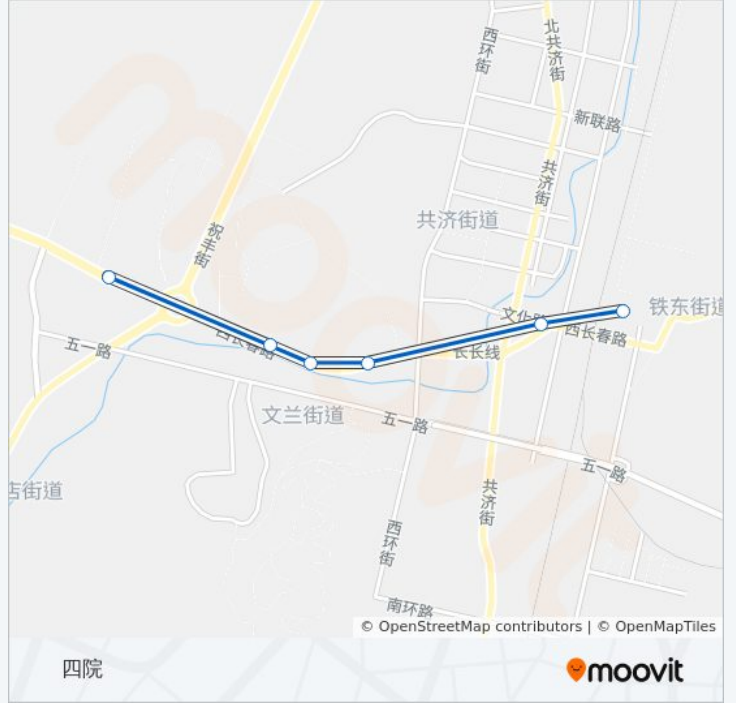 北共济街
西环街
新联路
共济街
共济街道
祝丰街
铁东街道
文化路
西长春路
西长春路
长长线
五一路
文兰街道
五一路
五一路
店街道
共济街
西环街
南环路
© OpenStreetMap contributors | © OpenMapTiles
四院
moovit